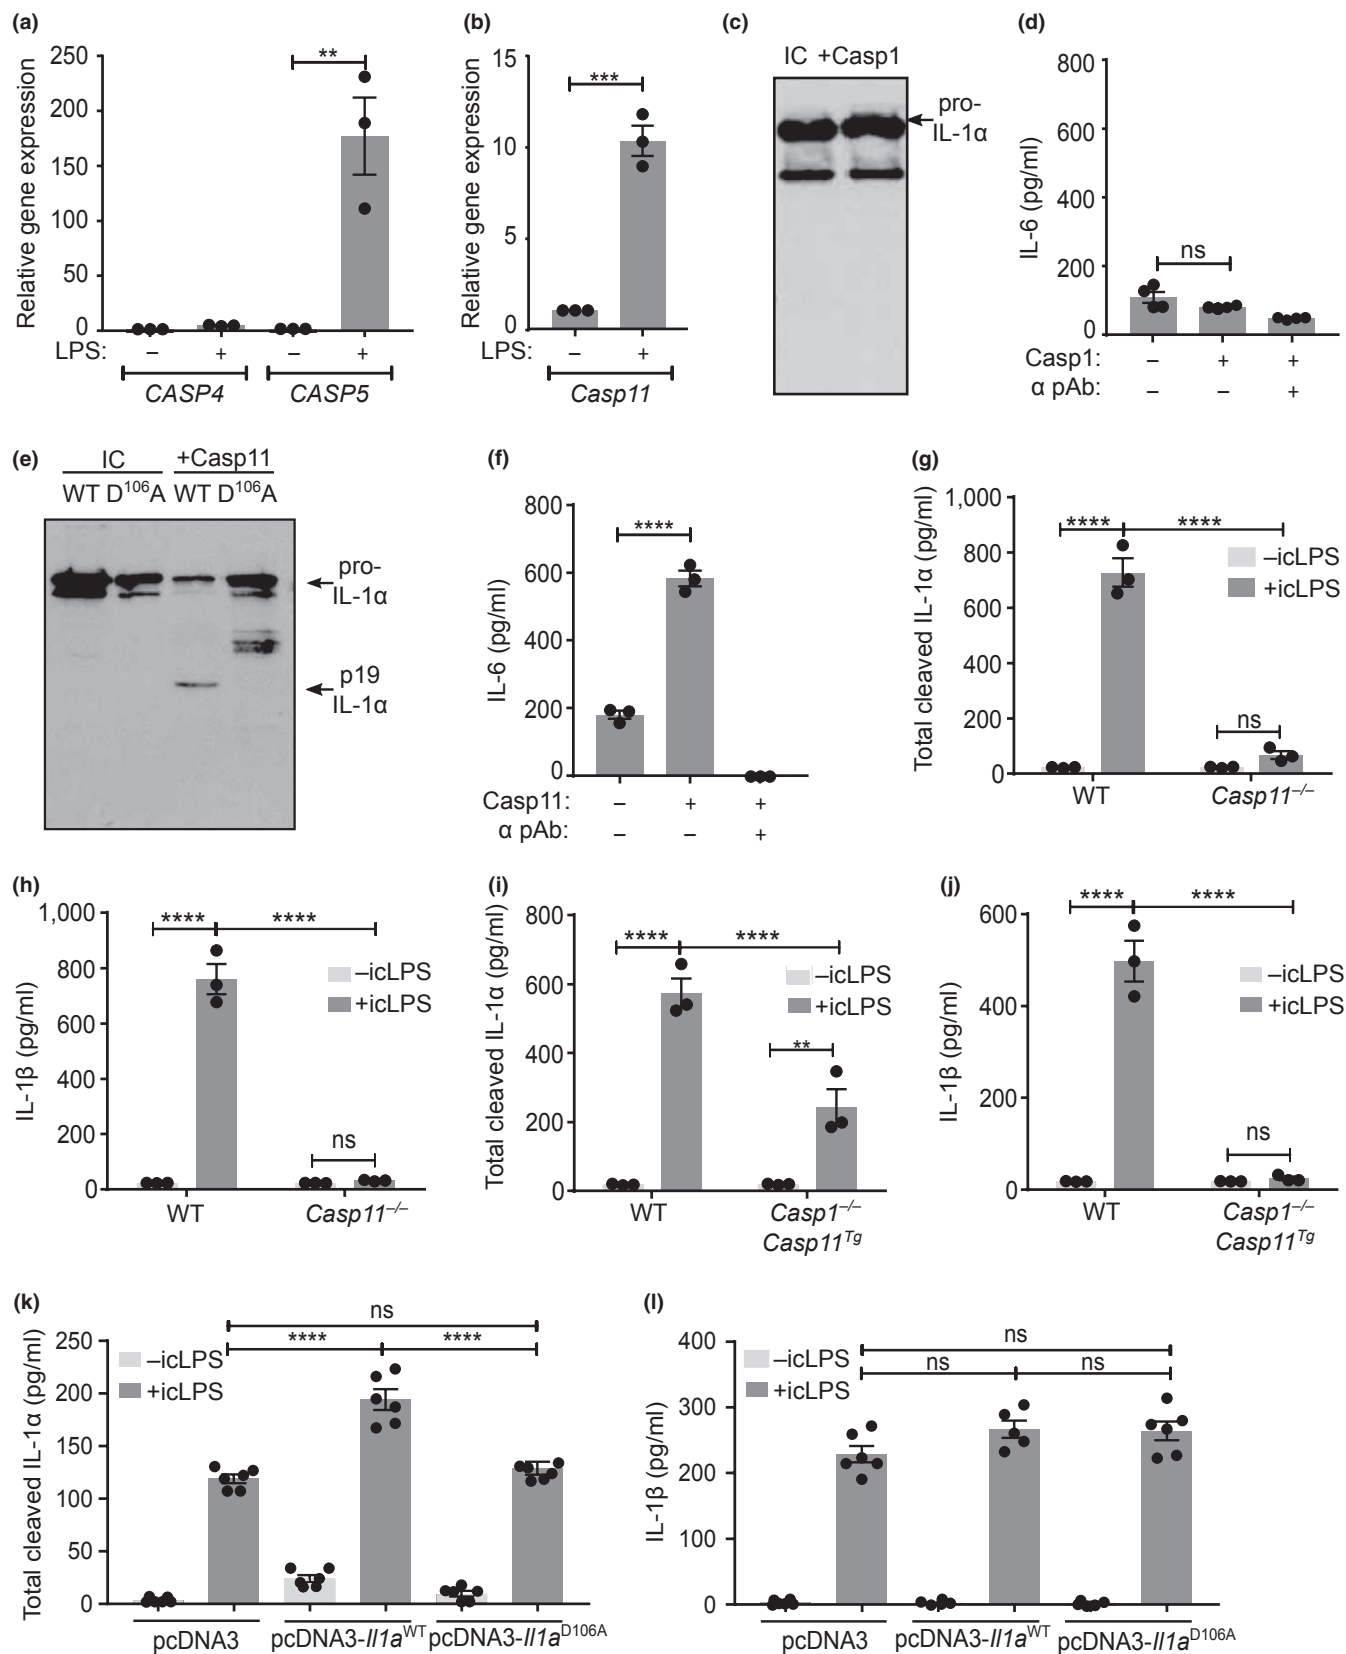 (a)
250
200
150
100
50
0
Relative gene expression
**
LPS: – + – +
CASP4 CASP5
(b)
15
10
5
0
Relative gene expression
***
LPS: – +
Casp11
(c)
IC +Casp1
pro-
IL-1α
(d)
800
600
400
200
0
IL-6 (pg/ml)
ns
Casp1: – + +
α pAb: – – +
(e)
IC +Casp11
WT D106A WT D106A
pro-
IL-1α
p19
IL-1α
(f)
800
600
400
200
0
IL-6 (pg/ml)
****
Casp11: – + +
α pAb: – – +
(g)
1,000
800
600
400
200
0
Total cleaved IL-1α (pg/ml)
**** ****
ns
–icLPS
+icLPS
WT Casp11–/–
(h)
1,000
800
600
400
200
0
IL-1β (pg/ml)
**** ****
ns
–icLPS
+icLPS
WT Casp11–/–
(i)
800
600
400
200
0
Total cleaved IL-1α (pg/ml)
**** ****
**
–icLPS
+icLPS
WT Casp1–/–
Casp11Tg
(j)
600
400
200
0
IL-1β (pg/ml)
**** ****
ns
–icLPS
+icLPS
WT Casp1–/–
Casp11Tg
(k)
250
200
150
100
50
0
Total cleaved IL-1α (pg/ml)
ns
**** ****
–icLPS
+icLPS
pcDNA3 pcDNA3-Il1aWT pcDNA3-Il1aD106A
(l)
400
300
200
100
0
IL-1β (pg/ml)
ns
ns ns
–icLPS
+icLPS
pcDNA3 pcDNA3-Il1aWT pcDNA3-Il1aD106A